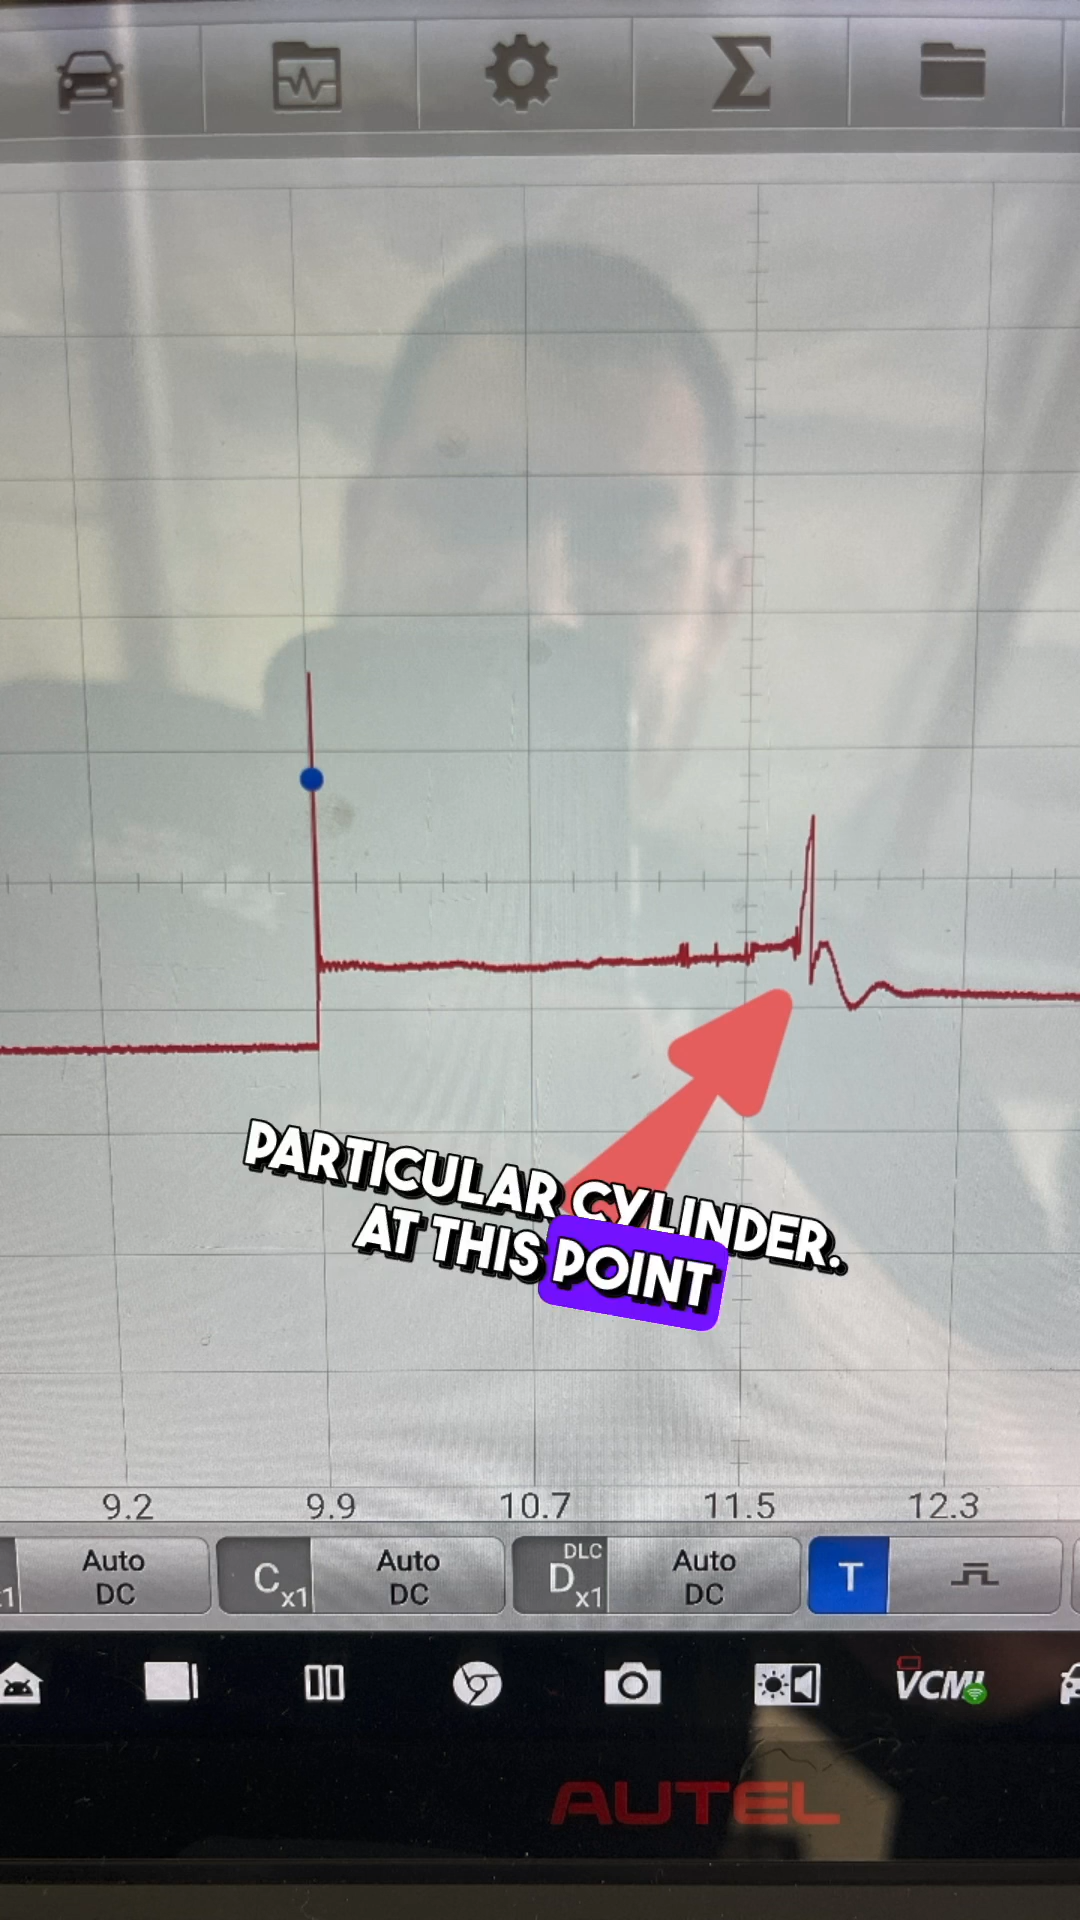 PARTICULAR CYLINDER.
AT THIS POINT
9.2 9.9 10.7 11.5 12.3
x1 Auto DC C x1 Auto DC DLC D x1 Auto DC T
VCMI
AUTEL